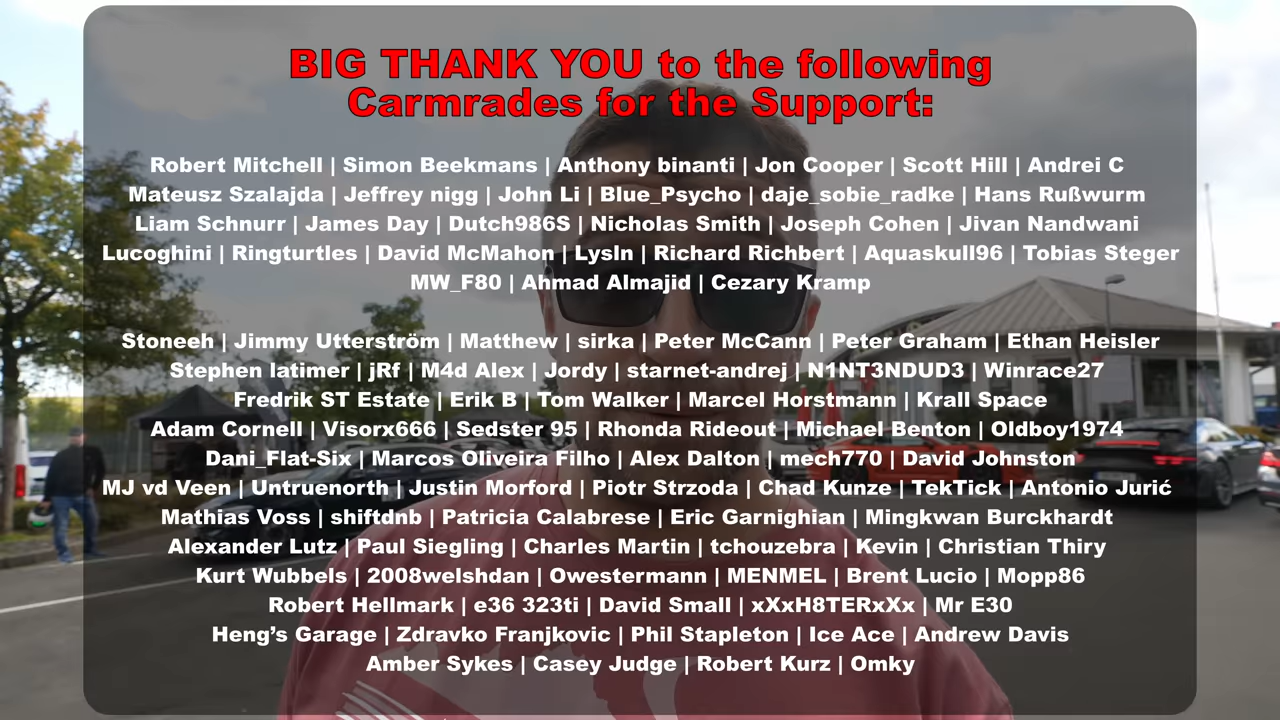 BIG THANK YOU to the following
Carmrades for the Support:
Robert Mitchell | Simon Beekmans | Anthony binanti | Jon Cooper | Scott Hill | Andrei C
Mateusz Szalajda | Jeffrey nigg | John Li | Blue_Psycho | daje_sobie_radke | Hans Rußwurm
Liam Schnurr | James Day | Dutch986S | Nicholas Smith | Joseph Cohen | Jivan Nandwani
Lucoghini | Ringturtles | David McMahon | Lysln | Richard Richbert | Aquaskull96 | Tobias Steger
MW_F80 | Ahmad Almajid | Cezary Kramp
Stoneeh | Jimmy Utterström | Matthew | sirka | Peter McCann | Peter Graham | Ethan Heisler
Stephen latimer | jRf | M4d Alex | Jordy | starnet-andrej | N1NT3NDUD3 | Winrace27
Fredrik ST Estate | Erik B | Tom Walker | Marcel Horstmann | Krall Space
Adam Cornell | Visorx666 | Sedster 95 | Rhonda Rideout | Michael Benton | Oldboy1974
Dani_Flat-Six | Marcos Oliveira Filho | Alex Dalton | mech770 | David Johnston
MJ vd Veen | Untruenorth | Justin Morford | Piotr Strzoda | Chad Kunze | TekTick | Antonio Jurić
Mathias Voss | shiftdnb | Patricia Calabrese | Eric Garnighian | Mingkwan Burckhardt
Alexander Lutz | Paul Siegling | Charles Martin | tchouzebra | Kevin | Christian Thiry
Kurt Wubbels | 2008welshdan | Owestermann | MENMEL | Brent Lucio | Mopp86
Robert Hellmark | e36 323ti | David Small | xXxH8TERxXx | Mr E30
Heng’s Garage | Zdravko Franjkovic | Phil Stapleton | Ice Ace | Andrew Davis
Amber Sykes | Casey Judge | Robert Kurz | Omky